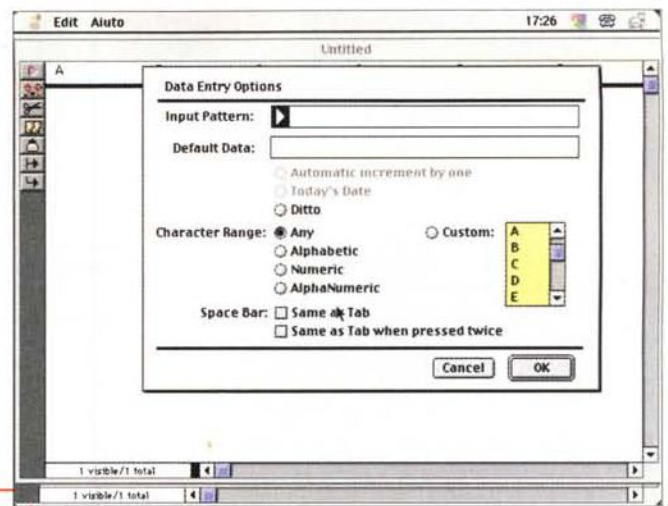 Edit Aiuto 17:26
Untitled
A
Data Entry Options
Input Pattern:
Default Data:
Automatic increment by one
Today's Date
Ditto
Character Range: Any Custom: A
Alphabetic B
Numeric C
AlphaNumeric D
E
Space Bar: Same as Tab
Same as Tab when pressed twice
Cancel OK
1 visible/1 total
1 visible/1 total